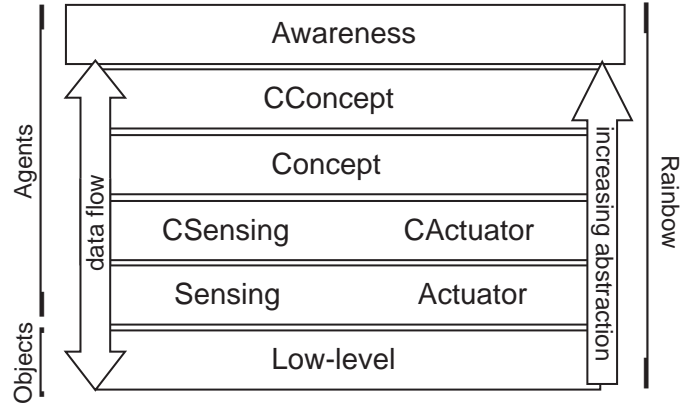 Awareness
CConcept
Concept
CSensing CActuator
Sensing Actuator
Low-level
Agents
Objects
data flow
increasing abstraction
Rainbow